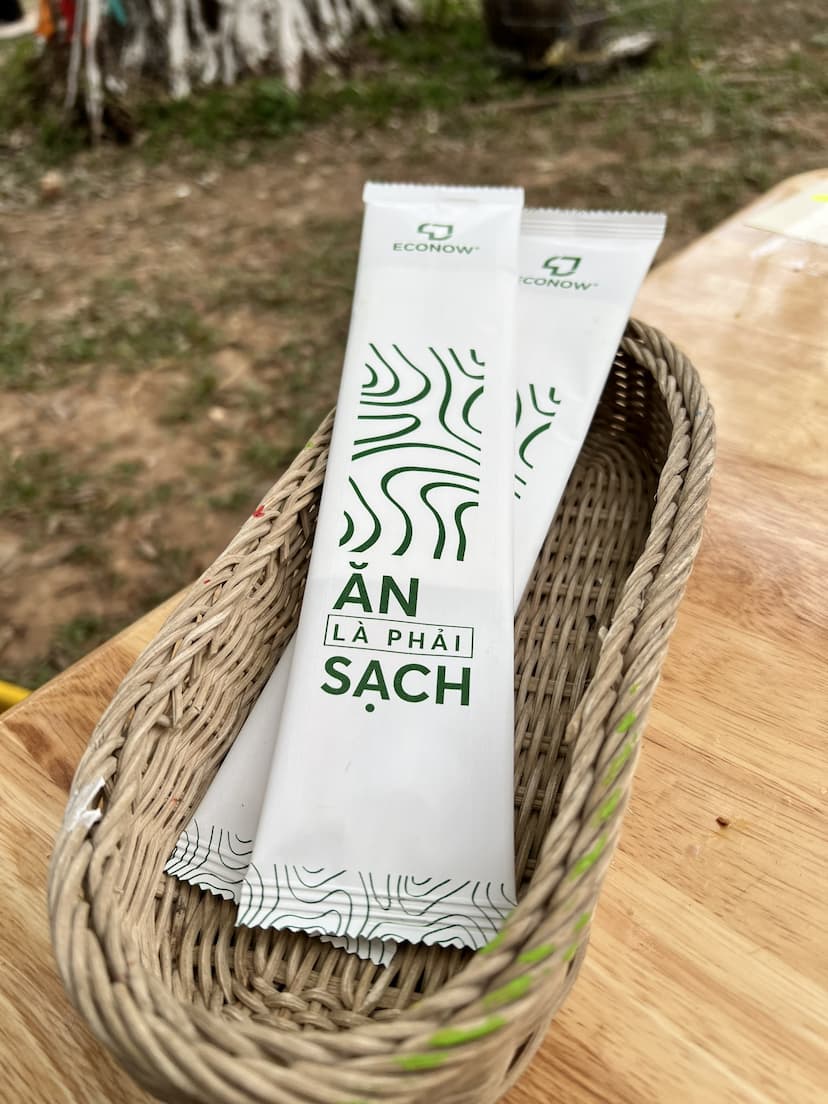 ECONOW
ĂN
LÀ PHẢI
SẠCH
ECONOW